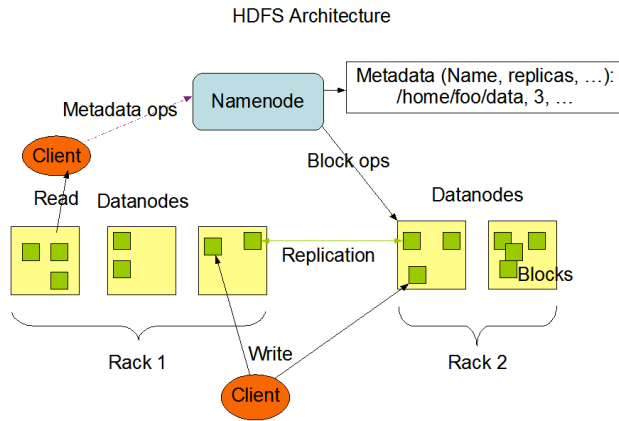 HDFS Architecture
Metadata (Name, replicas, …):
/home/foo/data, 3, …
Namenode
Metadata ops
Client
Block ops
Read
Datanodes
Datanodes
Replication
Blocks
Rack 1
Write
Rack 2
Client